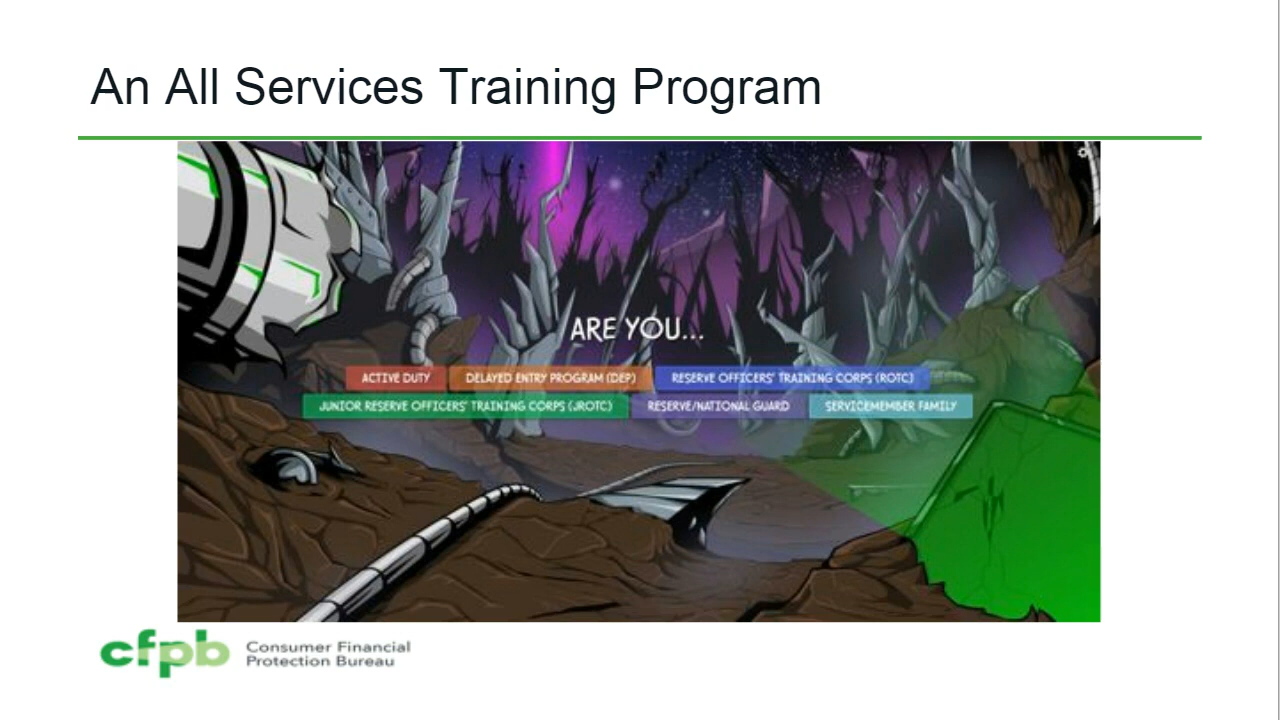 An All Services Training Program
ARE YOU...
ACTIVE DUTY
DELAYED ENTRY PROGRAM (DEP)
RESERVE OFFICERS' TRAINING CORPS (ROTC)
JUNIOR RESERVE OFFICERS' TRAINING CORPS (JROTC)
RESERVE/NATIONAL GUARD
SERVICEMEMBER FAMILY
cfpb
Consumer Financial
Protection Bureau